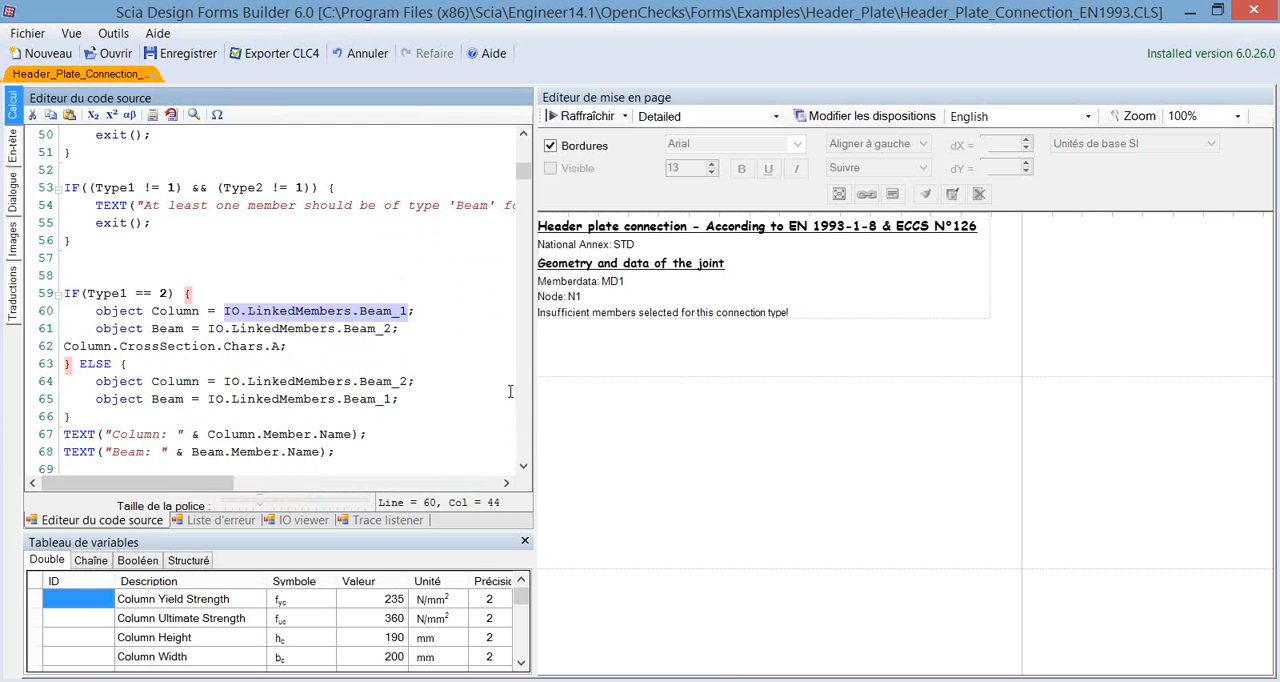 Scia Design Forms Builder 6.0 [C:\Program Files (x86)\Scia\Engineer14.1\OpenChecks\Forms\Examples\Header_Plate\Header_Plate_Connection_EN1993.CLS]
Fichier Vue Outils Aide
Nouveau Ouvrir Enregistrer Exporter CLC4 Annuler Refaire Aide
Installed version 6.0.26.0
Header_Plate_Connection_...
Calcul
En-tête
Dialogue
Images
Traductions
Editeur du code source
50 exit();
51 }
52
53 IF((Type1 != 1) && (Type2 != 1)) {
54 TEXT("At least one member should be of type 'Beam' fo
55 exit();
56 }
57
58
59 IF(Type1 == 2) {
60 object Column = IO.LinkedMembers.Beam_1;
61 object Beam = IO.LinkedMembers.Beam_2;
62 Column.CrossSection.Chars.A;
63 } ELSE {
64 object Column = IO.LinkedMembers.Beam_2;
65 object Beam = IO.LinkedMembers.Beam_1;
66 }
67 TEXT("Column: " & Column.Member.Name);
68 TEXT("Beam: " & Beam.Member.Name);
69
Taille de la police : Line = 60, Col = 44
Editeur du code source Liste d'erreur IO viewer Trace listener
Tableau de variables
Double Chaîne Booléen Structuré
ID Description Symbole Valeur Unité Précisic
Column Yield Strength fyc 235 N/mm² 2
Column Ultimate Strength fuc 360 N/mm² 2
Column Height hc 190 mm 2
Column Width bc 200 mm 2
Editeur de mise en page
Rafraîchir Detailed Modifier les dispositions English Zoom 100%
Bordures Arial Aligner à gauche dX = Unités de base SI
Visible 13 B U I Suivre dY =
Header plate connection - According to EN 1993-1-8 & ECCS N°126
National Annex: STD
Geometry and data of the joint
Memberdata: MD1
Node: N1
Insufficient members selected for this connection type!